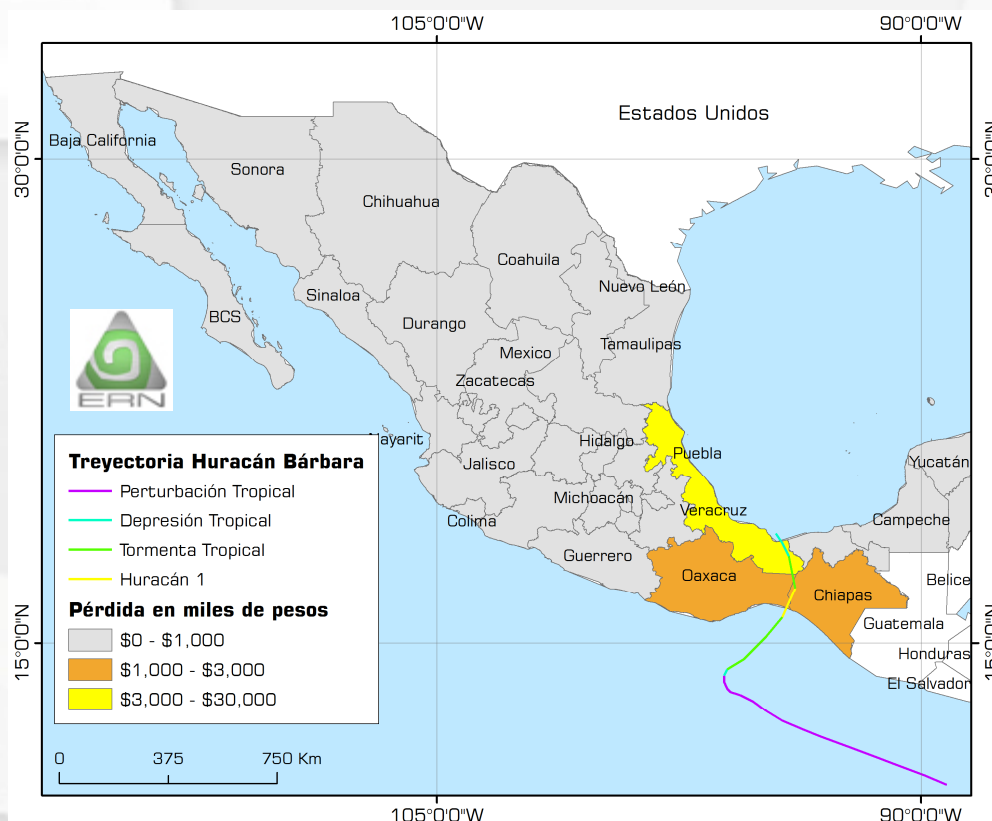 105°0'0"W
90°0'0"W
Estados Unidos
30°0'0"N
30°0'0"N
Baja California
Sonora
Chihuahua
Coahuila
Nuevo León
Sinaloa
BCS
Durango
Tamaulipas
Mexico
Zacatecas
ERN
Nayarit
Hidalgo
Puebla
Jalisco
Yucatán
Michoacán
Veracruz
Campeche
Colima
Guerrero
Oaxaca
Chiapas
Belice
Guatemala
Honduras
El Salvador
15°0'0"N
15°0'0"N
Treyectoria Huracán Bárbara
Perturbación Tropical
Depresión Tropical
Tormenta Tropical
Huracán 1
Pérdida en miles de pesos
$0 - $1,000
$1,000 - $3,000
$3,000 - $30,000
0 375 750 Km
105°0'0"W
90°0'0"W